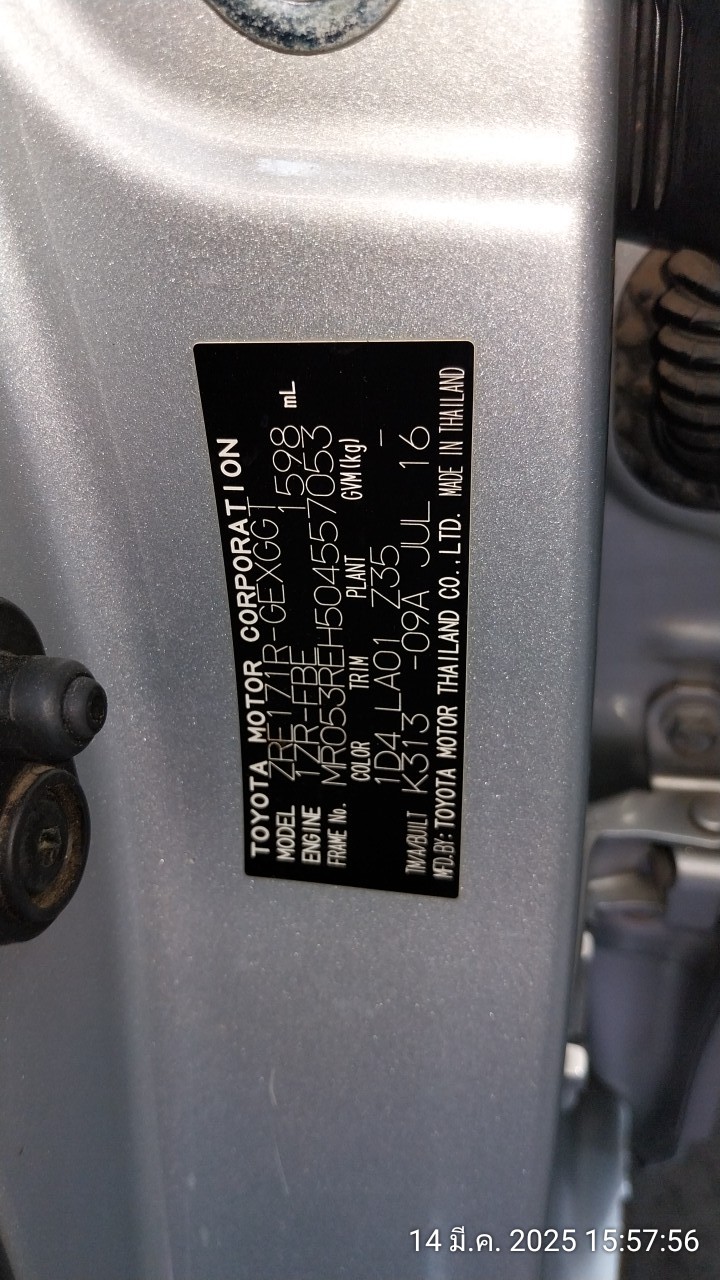 TOYOTA MOTOR CORPORATION
MODEL ZRE171R-GEXGGT
ENGINE 1ZR-FBE 1598 mL
FRAME No. MR053REH504557053
COLOR TRIM PLANT GVM(kg)
1D4 LA01 Z35 -
TM/A/BUILT K313 -09A JUL 16
MFD.BY: TOYOTA MOTOR THAILAND CO.,LTD. MADE IN THAILAND
14 มี.ค. 2025 15:57:56